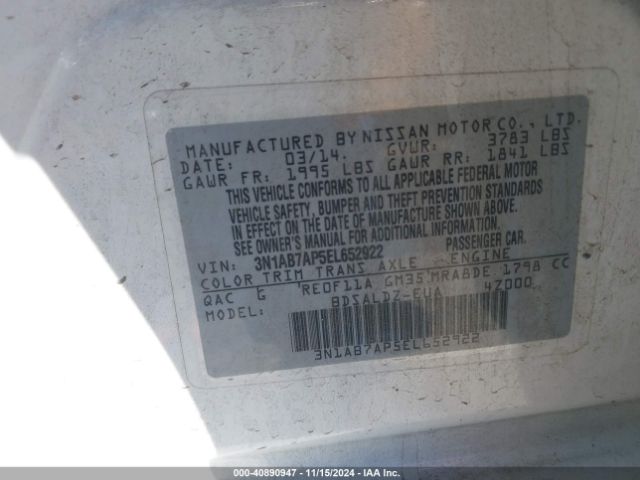 MANUFACTURED BY NISSAN MOTOR CO., LTD.
DATE: 03/14. GVWR: 3783 LBS
GAWR FR: 1995 LBS GAWR RR: 1841 LBS
THIS VEHICLE CONFORMS TO ALL APPLICABLE FEDERAL MOTOR
VEHICLE SAFETY, BUMPER AND THEFT PREVENTION STANDARDS
IN EFFECT ON THE DATE OF MANUFACTURE SHOWN ABOVE.
SEE OWNER'S MANUAL FOR ADDITIONAL INFORMATION.
VIN: 3N1AB7AP5EL652922 PASSENGER CAR.
COLOR TRIM TRANS AXLE ENGINE
QAC G RE0F11A GM35 MRA8DE 1798 CC
MODEL: BDSALDZ-EUA 47000
3N1AB7AP5EL652922
000-40890947 - 11/15/2024 - IAA Inc.